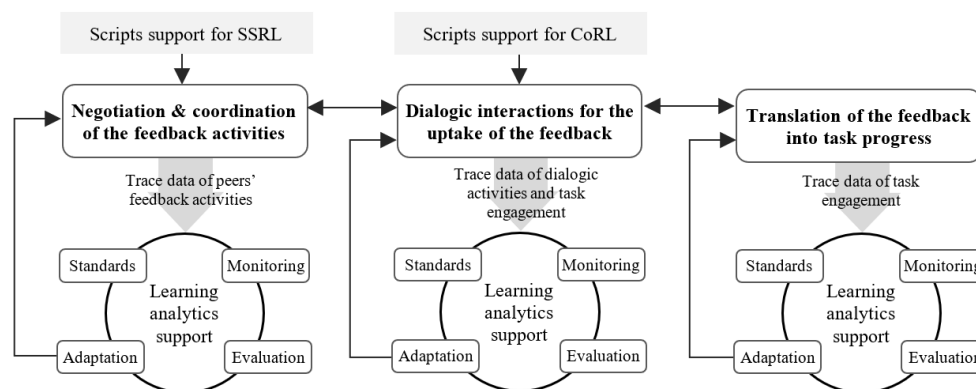 Scripts support for SSRL
Scripts support for CoRL
Negotiation & coordination
of the feedback activities
Dialogic interactions for the
uptake of the feedback
Translation of the feedback
into task progress
Trace data of peers'
feedback activities
Trace data of dialogic
activities and task
engagement
Trace data of task
engagement
Standards
Monitoring
Learning
analytics
support
Adaptation
Evaluation
Standards
Monitoring
Learning
analytics
support
Adaptation
Evaluation
Standards
Monitoring
Learning
analytics
support
Adaptation
Evaluation